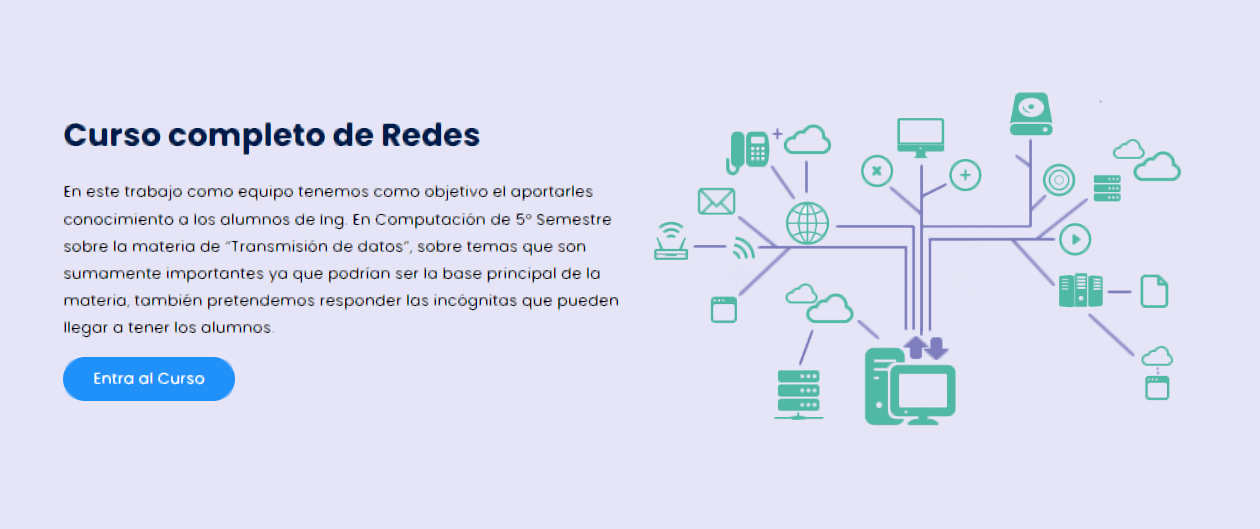 Curso completo de Redes
En este trabajo como equipo tenemos como objetivo el aportarles
conocimiento a los alumnos de Ing. En Computación de 5º Semestre
sobre la materia de “Transmisión de datos”, sobre temas que son
sumamente importantes ya que podrían ser la base principal de la
materia, también pretendemos responder las incógnitas que pueden
llegar a tener los alumnos.
Entra al Curso